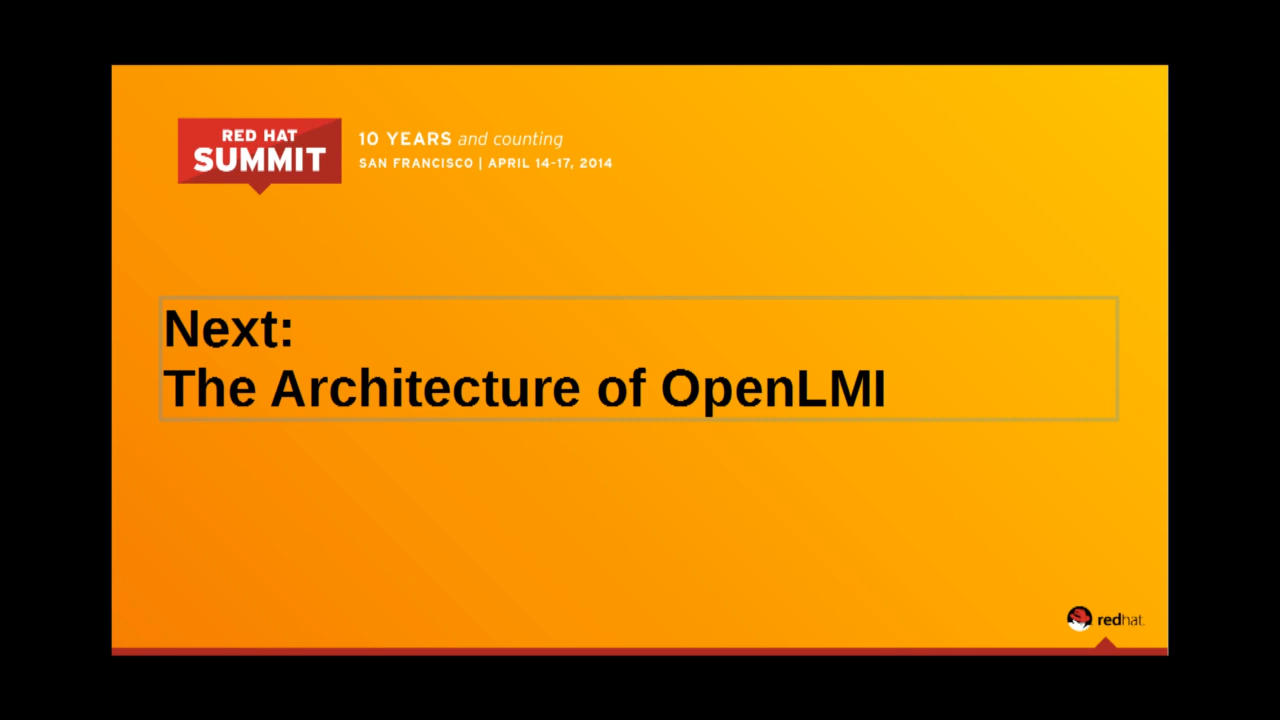 RED HAT
SUMMIT
10 YEARS and counting
SAN FRANCISCO | APRIL 14-17, 2014
Next:
The Architecture of OpenLMI
redhat.